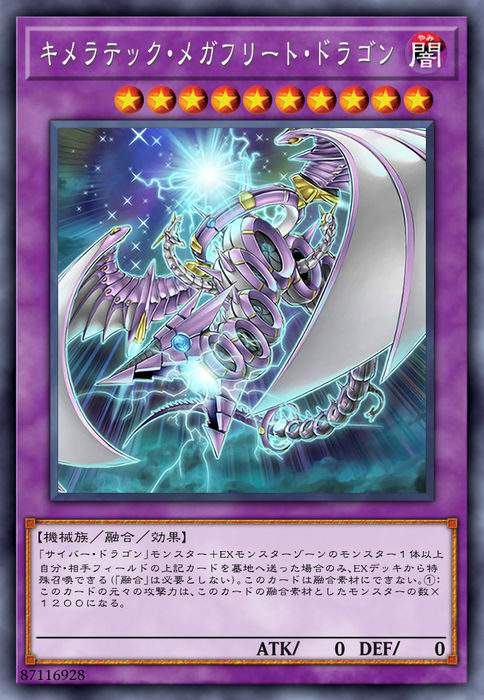 キメラテック・メガフリート・ドラゴン
闇
やみ
【機械族／融合／効果】
「サイバー・ドラゴン」モンスター＋EXモンスターゾーンのモンスター１体以上
自分・相手フィールドの上記カードを墓地へ送った場合のみ、EXデッキから特
殊召喚できる(「融合」は必要としない)。このカードは融合素材にできない。①：
このカードの元々の攻撃力は、このカードの融合素材としたモンスターの数×
１２００になる。
ATK/ 0 DEF/ 0
87116928